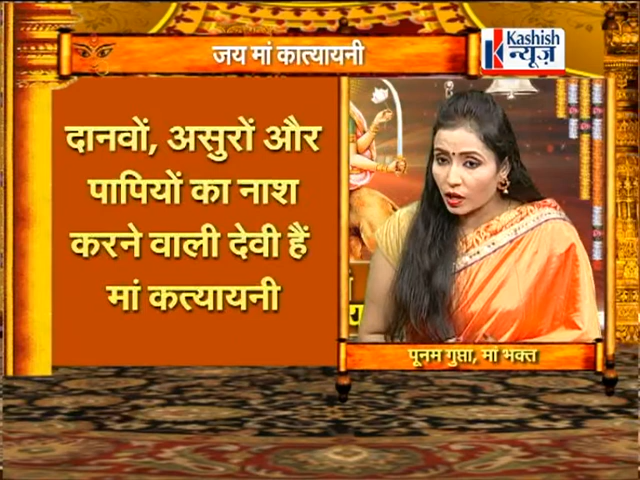 जय मां कात्यायनी
Kashish
न्यूज़
दानवों, असुरों और
पापियों का नाश
करने वाली देवी हैं
मां कत्यायनी
पूनम गुप्ता, मां भक्त